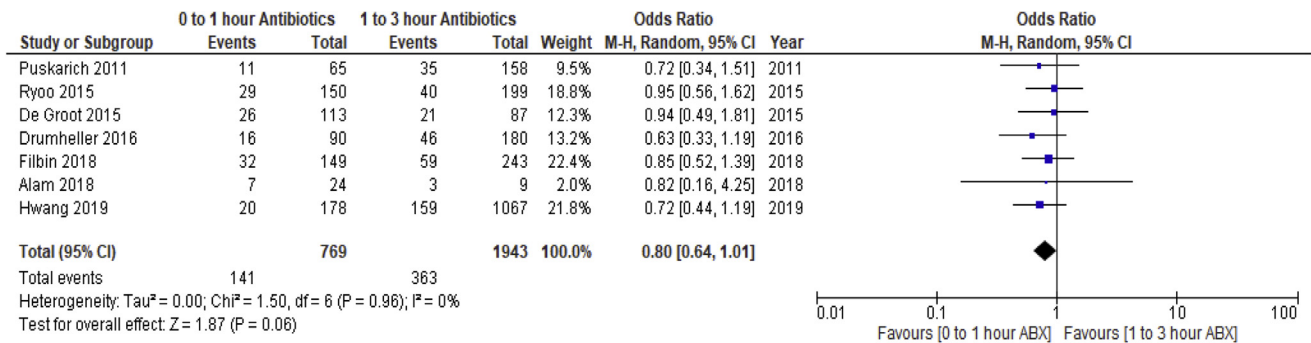 0 to 1 hour Antibiotics 1 to 3 hour Antibiotics Odds Ratio Odds Ratio
Study or Subgroup Events Total Events Total Weight M-H, Random, 95% CI Year M-H, Random, 95% CI
Puskarich 2011 11 65 35 158 9.5% 0.72 [0.34, 1.51] 2011
Ryoo 2015 29 150 40 199 18.8% 0.95 [0.56, 1.62] 2015
De Groot 2015 26 113 21 87 12.3% 0.94 [0.49, 1.81] 2015
Drumheller 2016 16 90 46 180 13.2% 0.63 [0.33, 1.19] 2016
Filbin 2018 32 149 59 243 22.4% 0.85 [0.52, 1.39] 2018
Alam 2018 7 24 3 9 2.0% 0.82 [0.16, 4.25] 2018
Hwang 2019 20 178 159 1067 21.8% 0.72 [0.44, 1.19] 2019
Total (95% CI) 769 1943 100.0% 0.80 [0.64, 1.01]
Total events 141 363
Heterogeneity: Tau² = 0.00; Chi² = 1.50, df = 6 (P = 0.96); I² = 0%
Test for overall effect: Z = 1.87 (P = 0.06)
0.01 0.1 1 10 100
Favours [0 to 1 hour ABX] Favours [1 to 3 hour ABX]